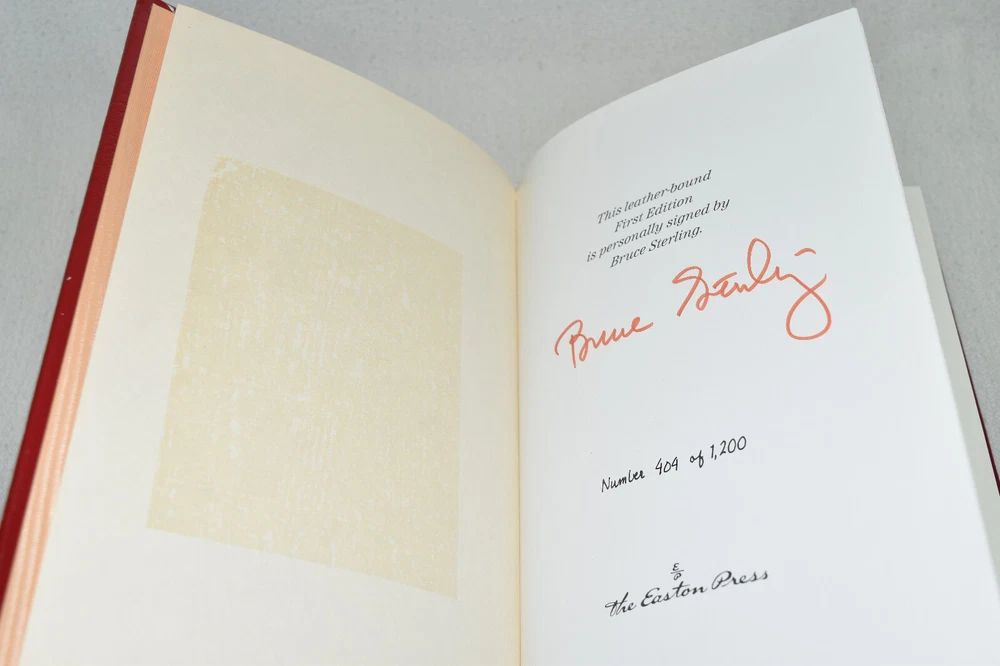 This leather-bound
First Edition
is personally signed by
Bruce Sterling.
Bruce Sterling
Number 404 of 1,200
E
P
the Easton Press